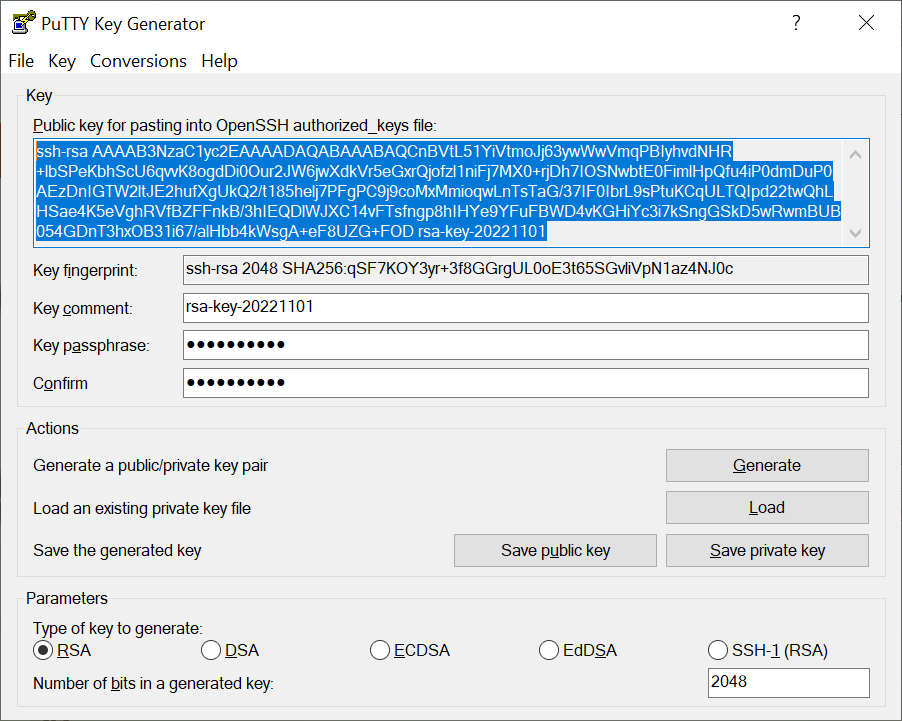 PuTTY Key Generator
File Key Conversions Help
Key
Public key for pasting into OpenSSH authorized_keys file:
ssh-rsa AAAAB3NzaC1yc2EAAAADAQABAAABAQCnBVtL51YiVtmoJj63ywWwVmqPBIyhvdNHR
+IbSPeKbhScU6qvvK8ogdDi0Our2JW6jwXdkVr5eGxrQjofzl1niFj7MX0+rjDh7IOSNwbtE0FimlHpQfu4iP0dmDuP0
AEzDnIGTW2ltJE2hufXgUkQ2/t185helj7PFgPC9j9coMxMmioqwLnTsTaG/37IF0IbrL9sPtuKCqULTQIpd22twQhL
HSae4K5eVghRVfBZFFnkB/3hIEQDlWJXC14vFTsfngp8hIHYe9YFuFBWD4vKGHiYc3i7kSngGSkD5wRwmBUB
054GDnT3hxOB31i67/alHbb4kWsgA+eF8UZG+FOD rsa-key-20221101
Key fingerprint:
ssh-rsa 2048 SHA256:qSF7KOY3yr+3f8GGrgUL0oE3t65SGvliVpN1az4NJ0c
Key comment:
rsa-key-20221101
Key passphrase:
●●●●●●●●●●
Confirm
●●●●●●●●●●
Actions
Generate a public/private key pair
Generate
Load an existing private key file
Load
Save the generated key
Save public key
Save private key
Parameters
Type of key to generate:
RSA DSA ECDSA EdDSA SSH-1 (RSA)
Number of bits in a generated key:
2048